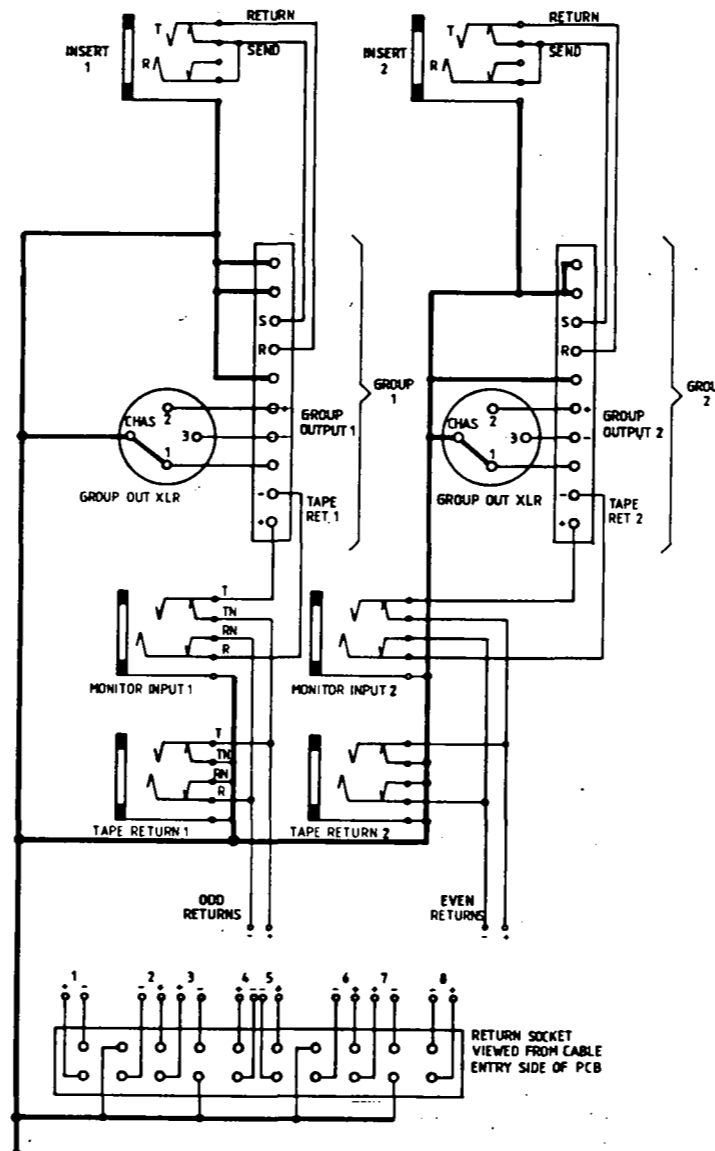 RETURN
T
SEND
INSERT
1
R
RETURN
T
SEND
INSERT
2
R
S
R
GROUP
1
CHAS
2
3
1
+
-
GROUP
OUTPUT 1
GROUP OUT XLR
-
+
TAPE
RET. 1
S
R
2
CHAS
2
3
1
+
-
GROUP
OUTPUT 2
GROUP OUT XLR
-
+
TAPE
RET 2
T
TN
RN
R
MONITOR INPUT 1
MONITOR INPUT 2
T
TN
RN
R
TAPE RETURN 1
TAPE RETURN 2
ODD
RETURNS
- +
EVEN
RETURNS
- +
1 2 3 4 5 6 7 8
+ - - + + - + - - + - + + - - +
RETURN SOCKET
VIEWED FROM CABLE
ENTRY SIDE OF PCB